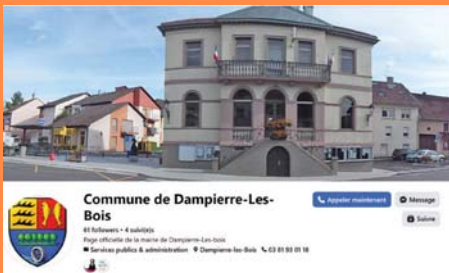 Commune de Dampierre-Les-
Bois
61 followers • 4 suivi(e)s
Page officielle de la mairie de Dampierre-Les-bois
Services publics & administration Dampierre-les-Bois 03 81 93 01 18
Appeler maintenant
Message
Suivre